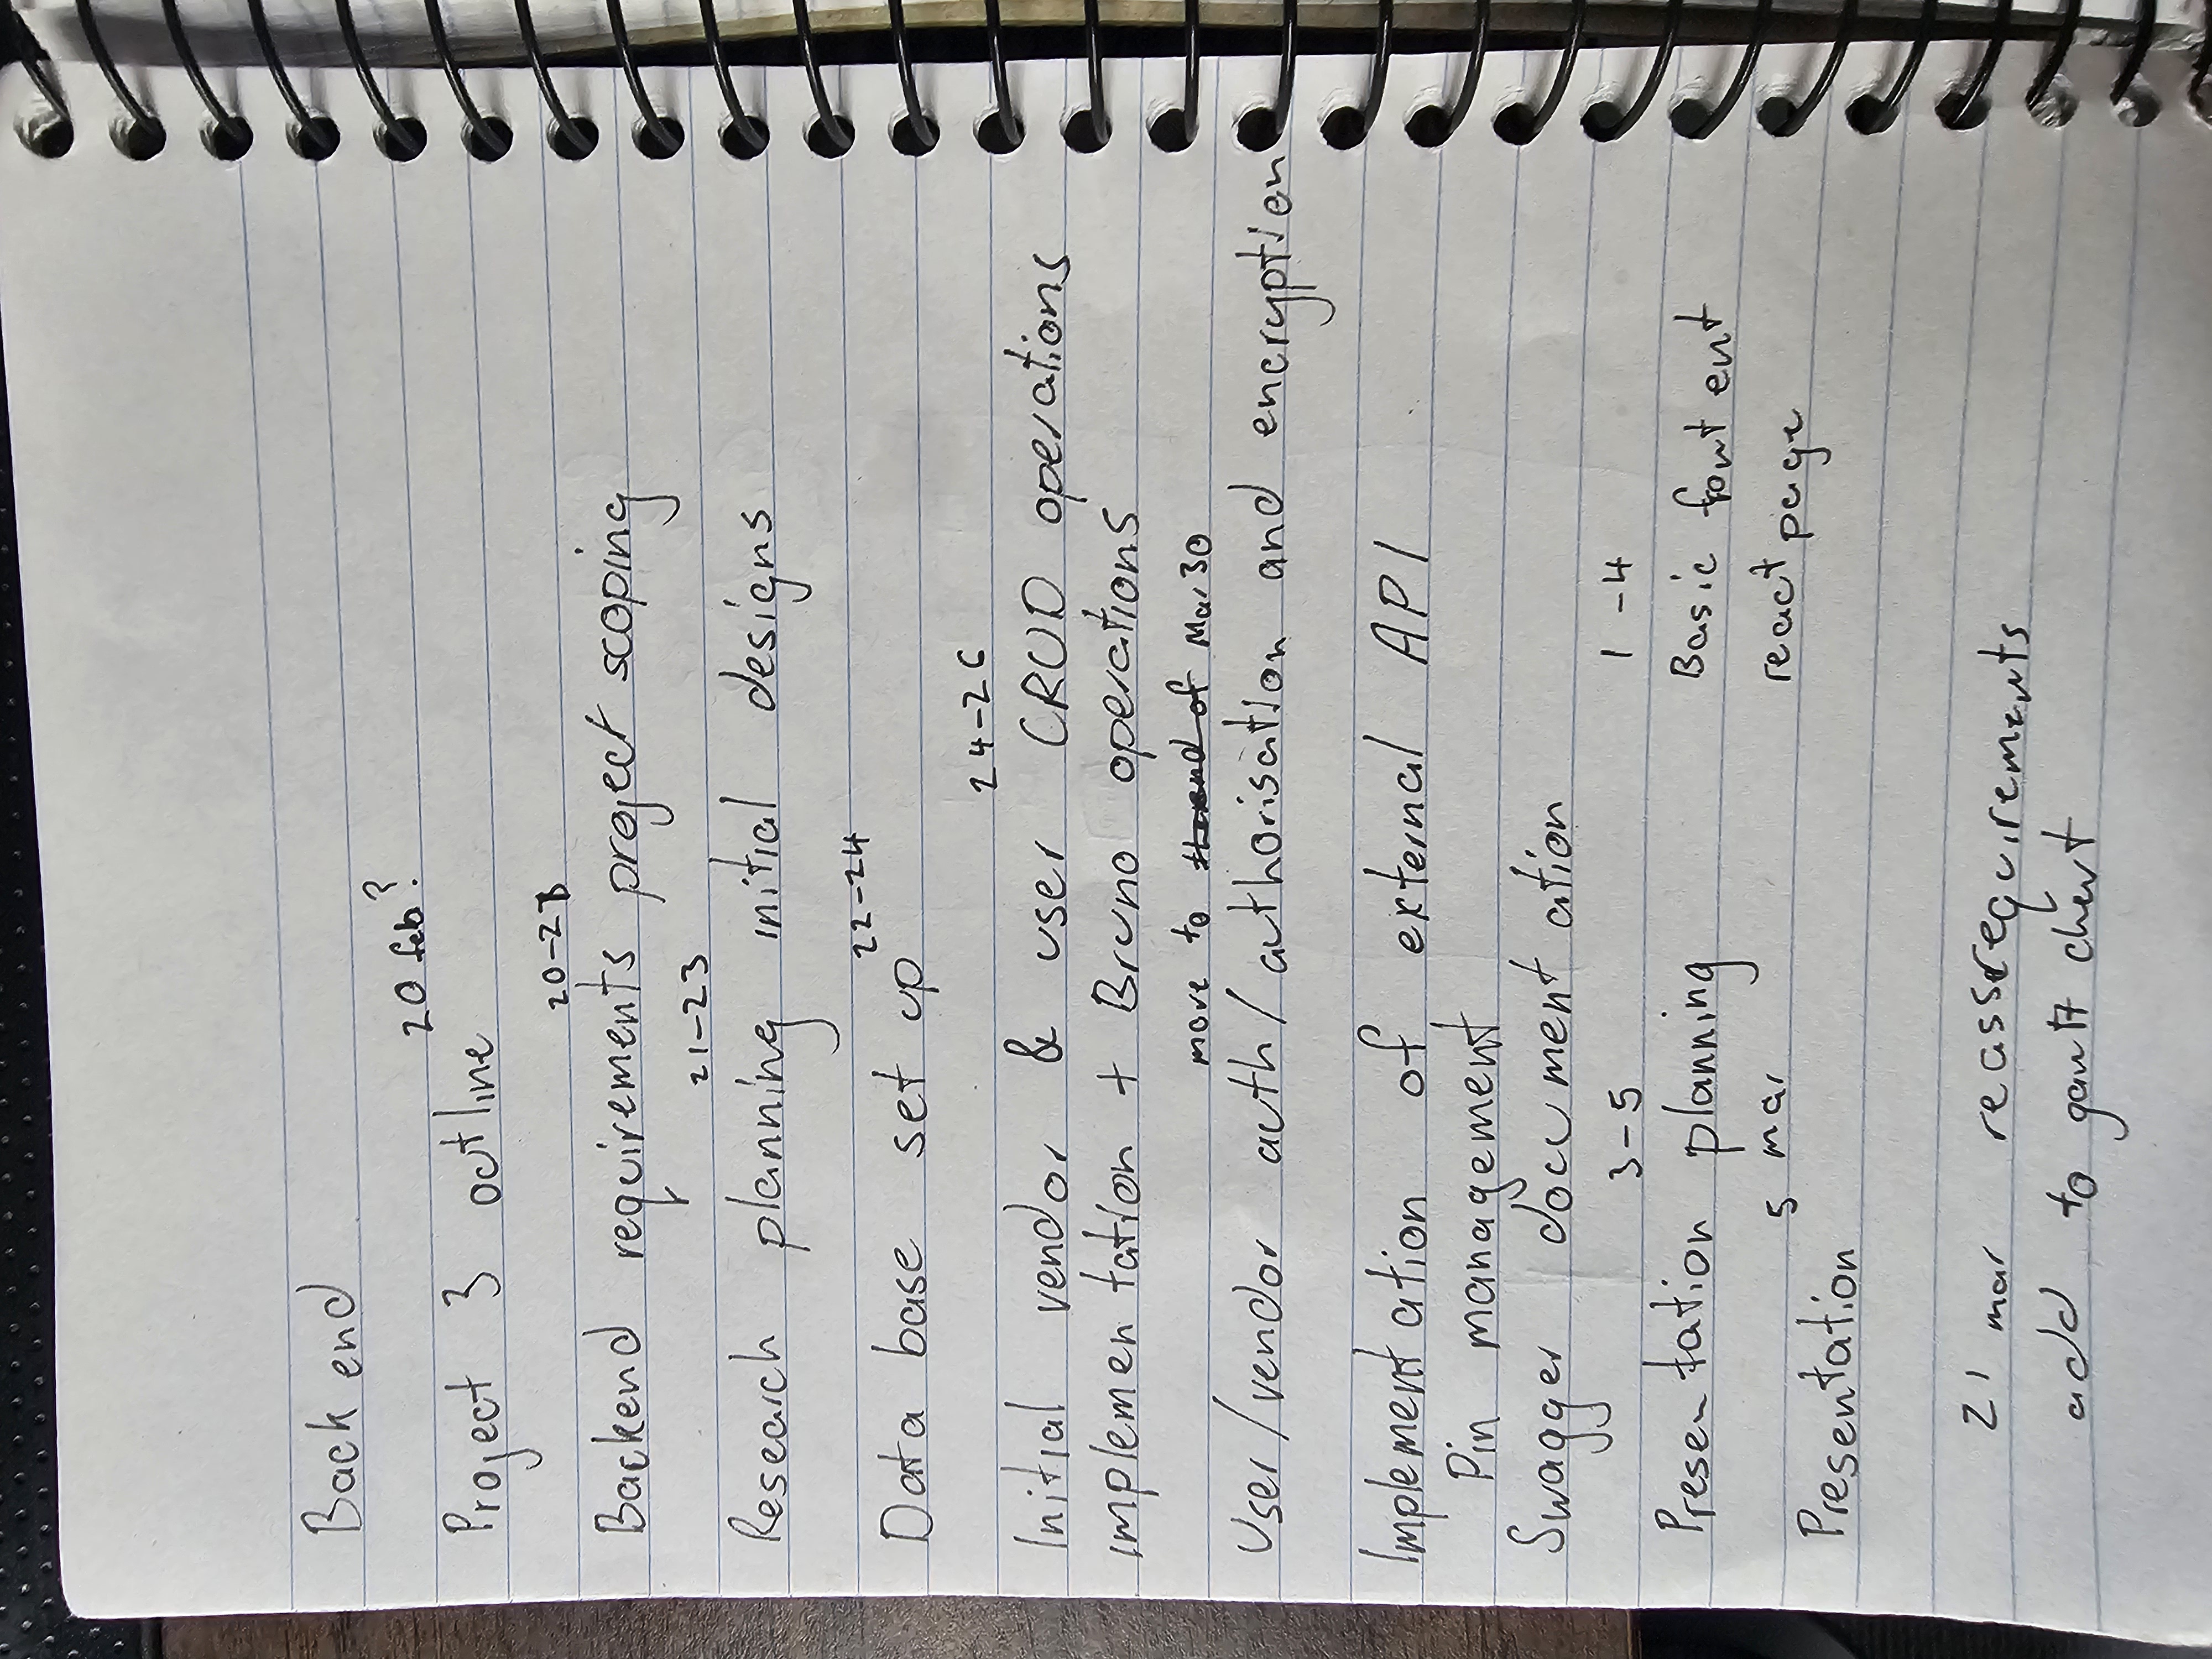 Back end
20 feb?
Project 3 outline
20-23
Backend requirements project scoping
21-23
Research planning initial designs
22-24
Data base set up
24-26
Initial vendor & user CRUD operations
implementation + Bruno operations
move to the end of Mar 30
User/vendor auth/authorisation and encryption
Implementation of external API
Pin management
Swagger documentation
3-5 1-4
Presentation planning Basic font ent
5 mar react page
Presentation
21 mar requirements
add to gantt chart